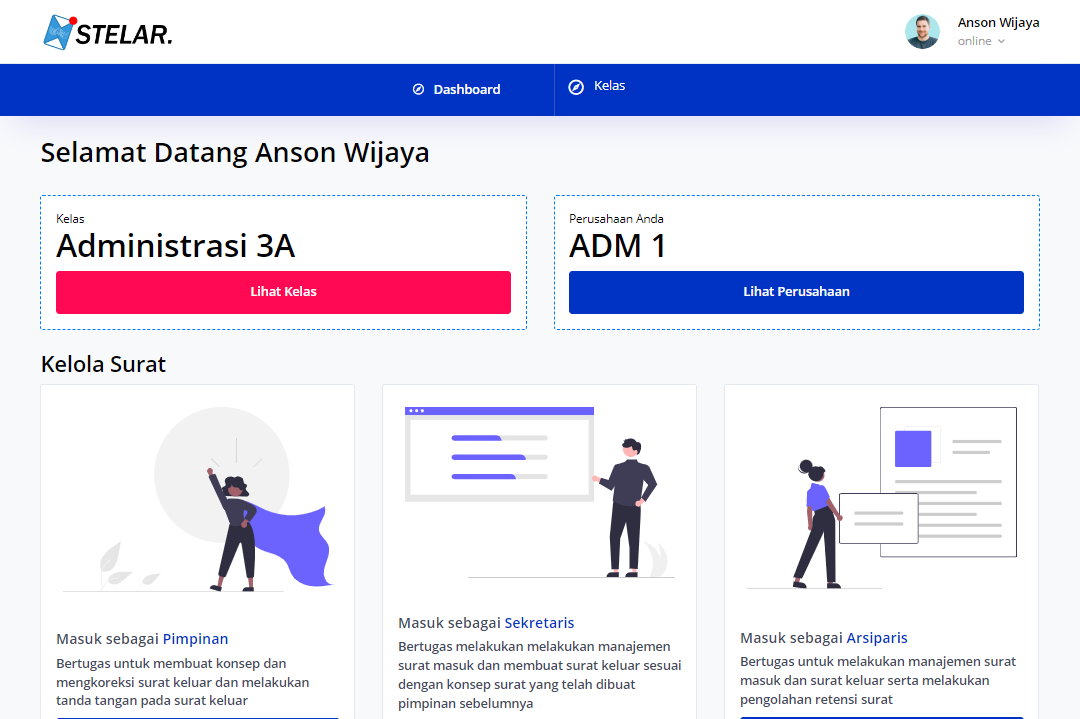 STELAR.
Anson Wijaya
online
Dashboard
Kelas
Selamat Datang Anson Wijaya
Kelas
Administrasi 3A
Lihat Kelas
Perusahaan Anda
ADM 1
Lihat Perusahaan
Kelola Surat
Masuk sebagai Pimpinan
Bertugas untuk membuat konsep dan
mengkoreksi surat keluar dan melakukan
tanda tangan pada surat keluar
Masuk sebagai Sekretaris
Bertugas melakukan melakukan manajemen
surat masuk dan membuat surat keluar sesuai
dengan konsep surat yang telah dibuat
pimpinan sebelumnya
Masuk sebagai Arsiparis
Bertugas untuk melakukan manajemen surat
masuk dan surat keluar serta melakukan
pengolahan retensi surat